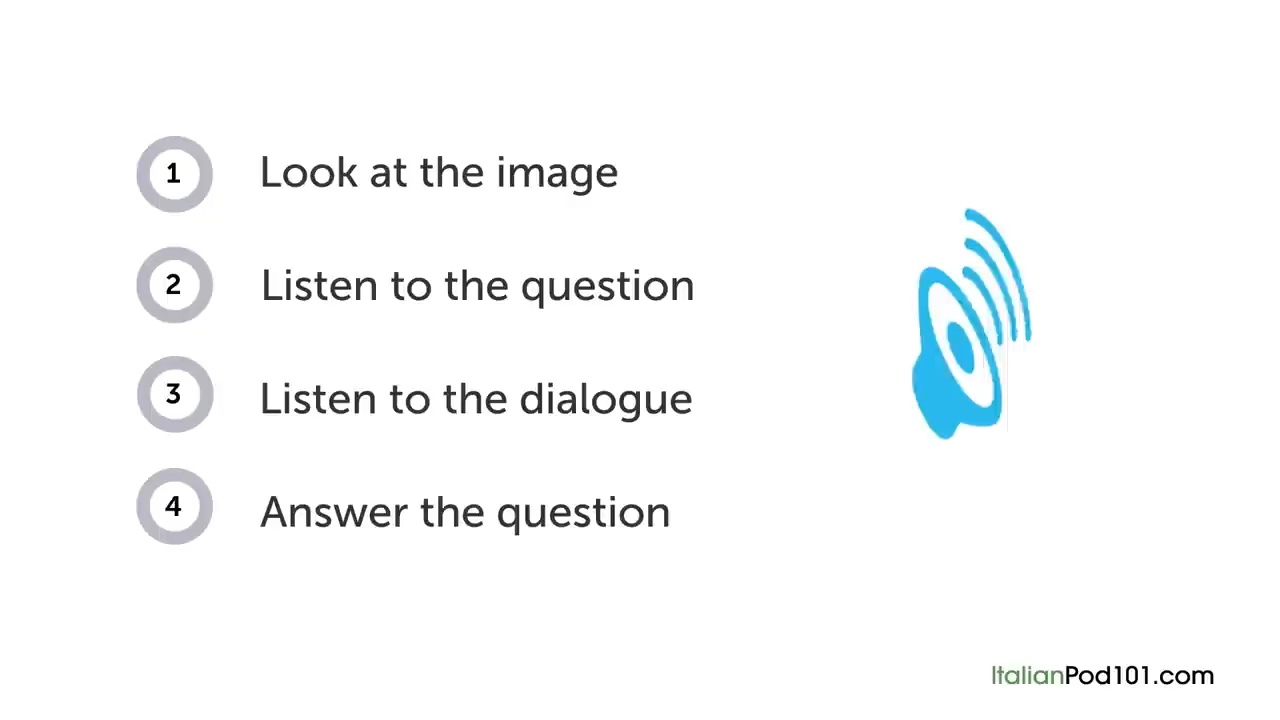 1 Look at the image
2 Listen to the question
3 Listen to the dialogue
4 Answer the question
ItalianPod101.com